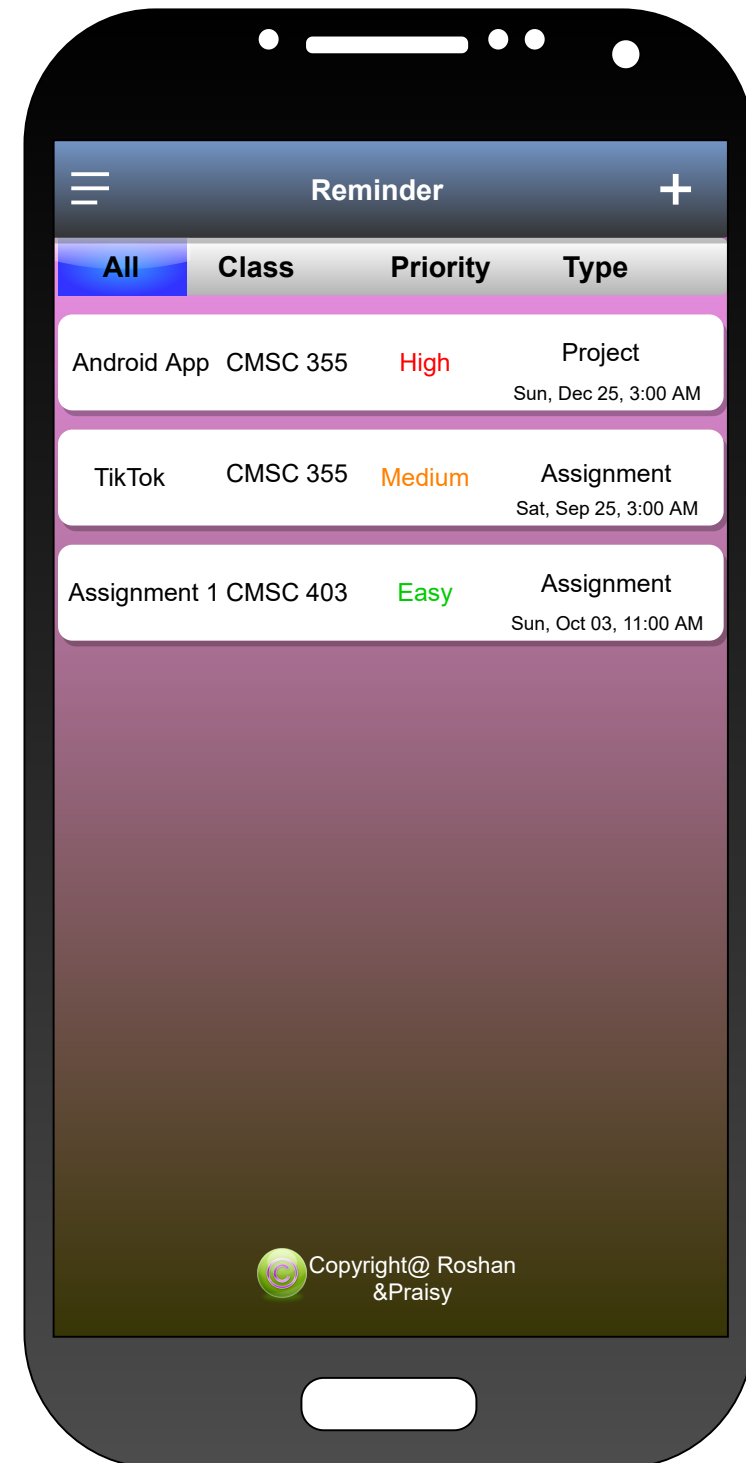 Reminder +
All Class Priority Type
Android App CMSC 355 High Project
Sun, Dec 25, 3:00 AM
TikTok CMSC 355 Medium Assignment
Sat, Sep 25, 3:00 AM
Assignment 1 CMSC 403 Easy Assignment
Sun, Oct 03, 11:00 AM
© Copyright@ Roshan
&Praisy